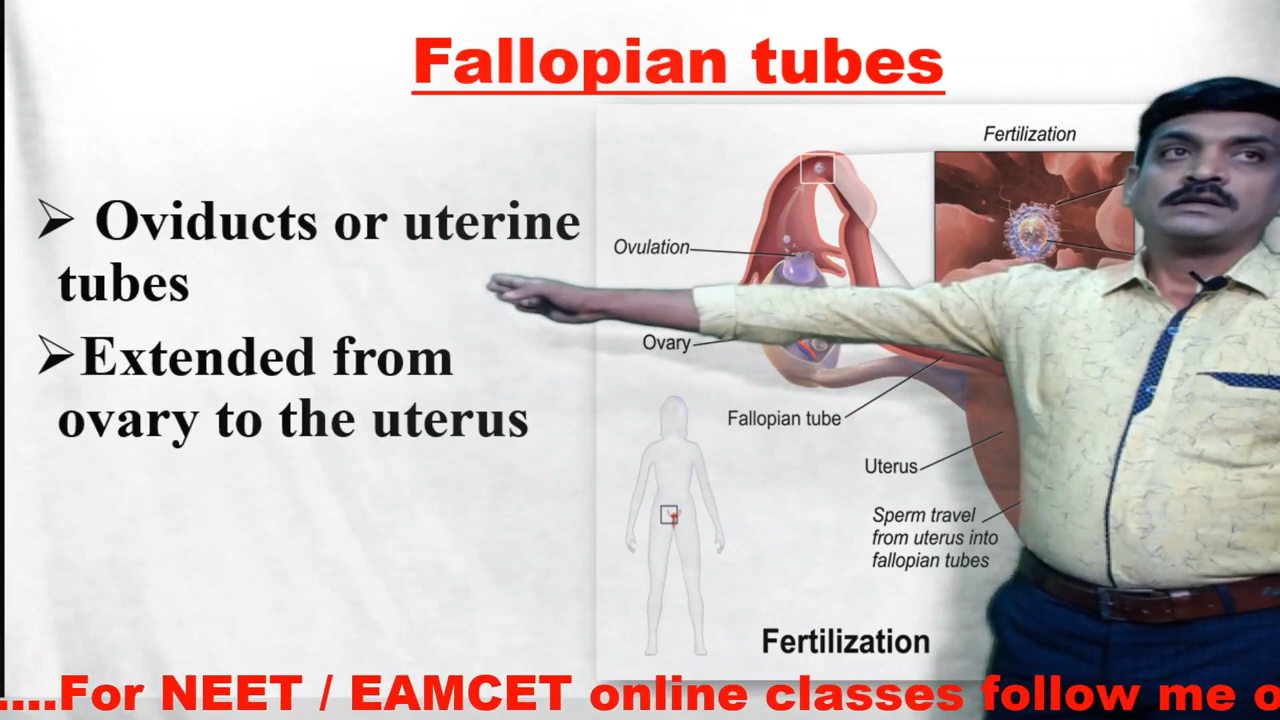 Fallopian tubes
➢ Oviducts or uterine
tubes
➢Extended from
ovary to the uterus
Fertilization
Ovulation
Ovary
Fallopian tube
Uterus
Sperm travel
from uterus into
fallopian tubes
Fertilization
....For NEET / EAMCET online classes follow me o